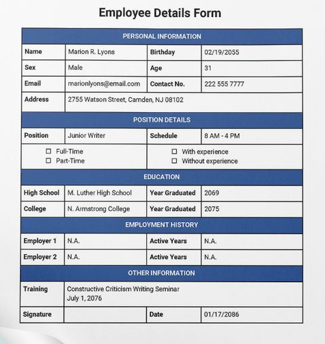 Employee Details Form
PERSONAL INFORMATION
Name Marion R. Lyons Birthday 02/19/2055
Sex Male Age 31
Email marionlyons@email.com Contact No. 222 555 7777
Address 2755 Watson Street, Camden, NJ 08102
POSITION DETAILS
Position Junior Writer Schedule 8 AM - 4 PM
☐ Full-Time ☐ With experience
☐ Part-Time ☐ Without experience
EDUCATION
High School M. Luther High School Year Graduated 2069
College N. Armstrong College Year Graduated 2075
EMPLOYMENT HISTORY
Employer 1 N.A. Active Years N.A.
Employer 2 N.A. Active Years N.A.
OTHER INFORMATION
Training Constructive Criticism Writing Seminar
July 1, 2076
Signature Date 01/17/2086